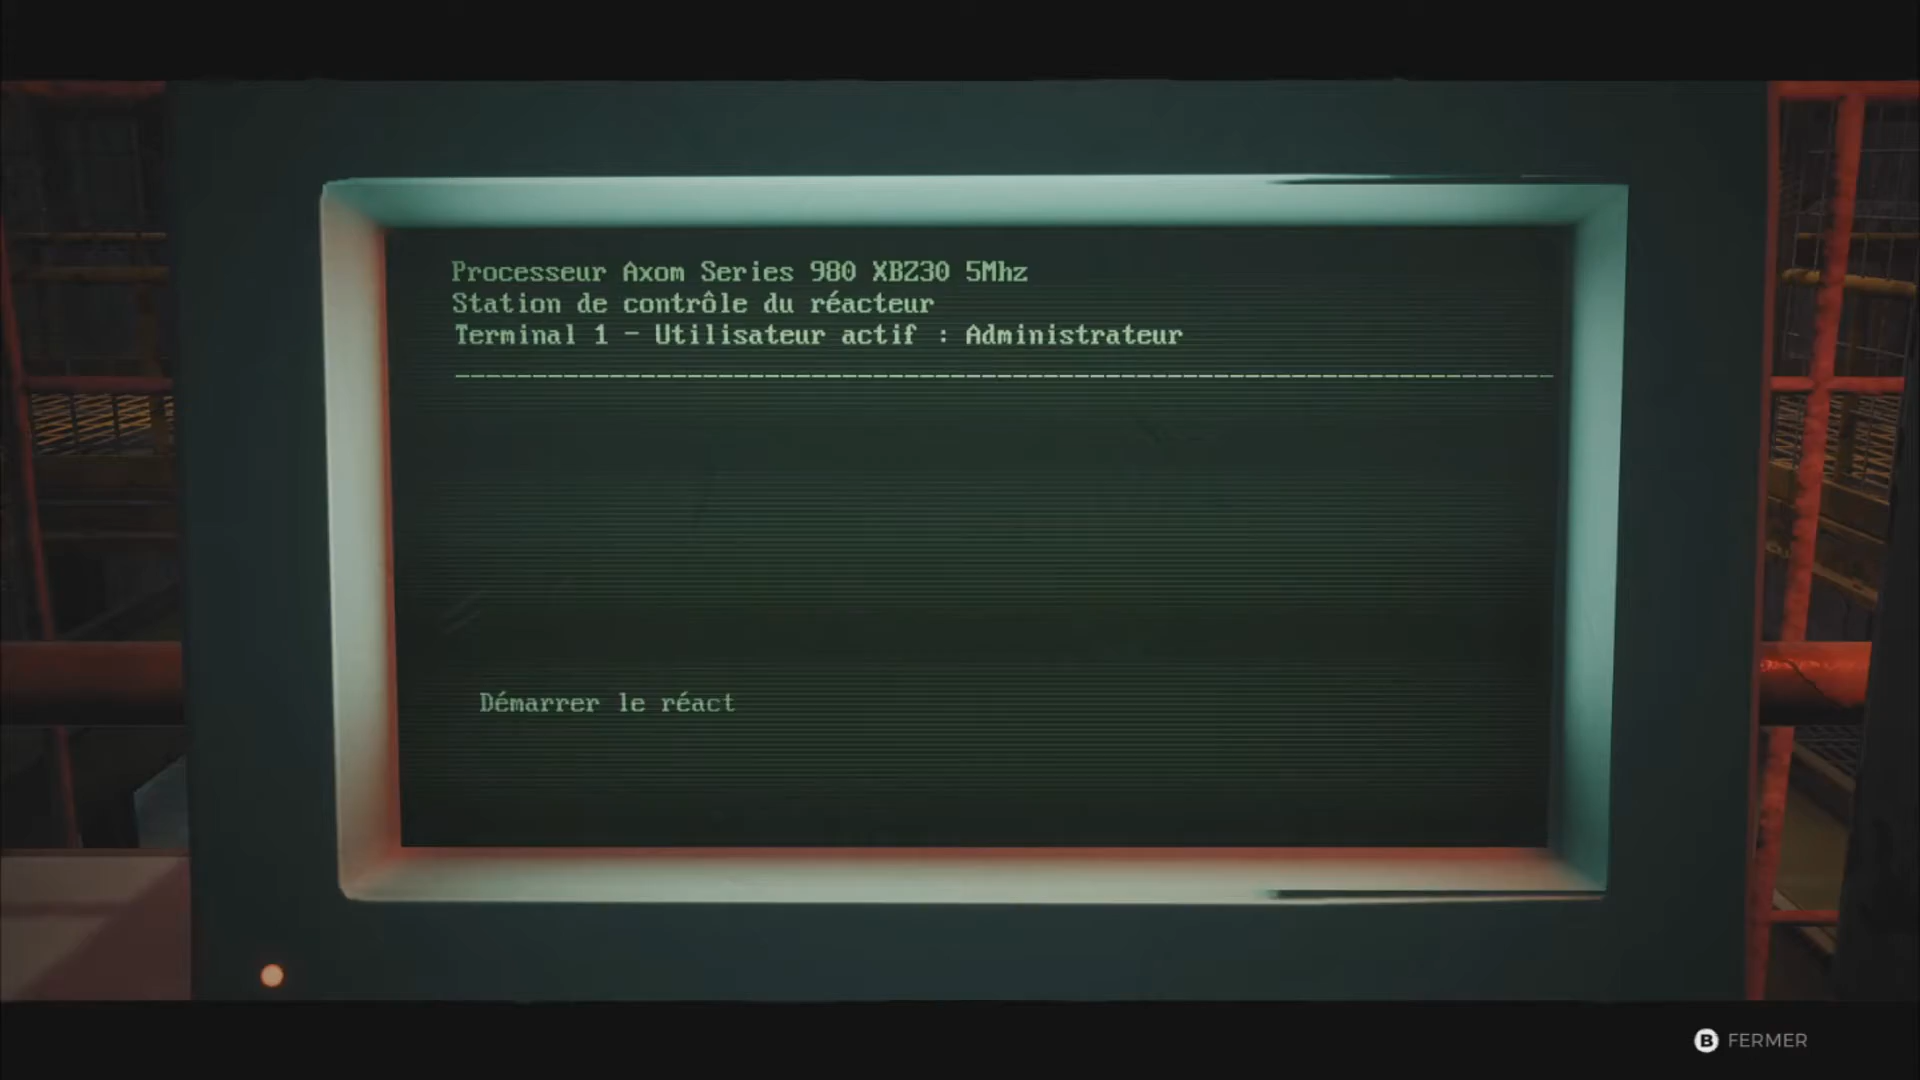 Processeur Axom Series 980 XBZ30 5Mhz
Station de contrôle du réacteur
Terminal 1 - Utilisateur actif : Administrateur
Démarrer le réact
B FERMER